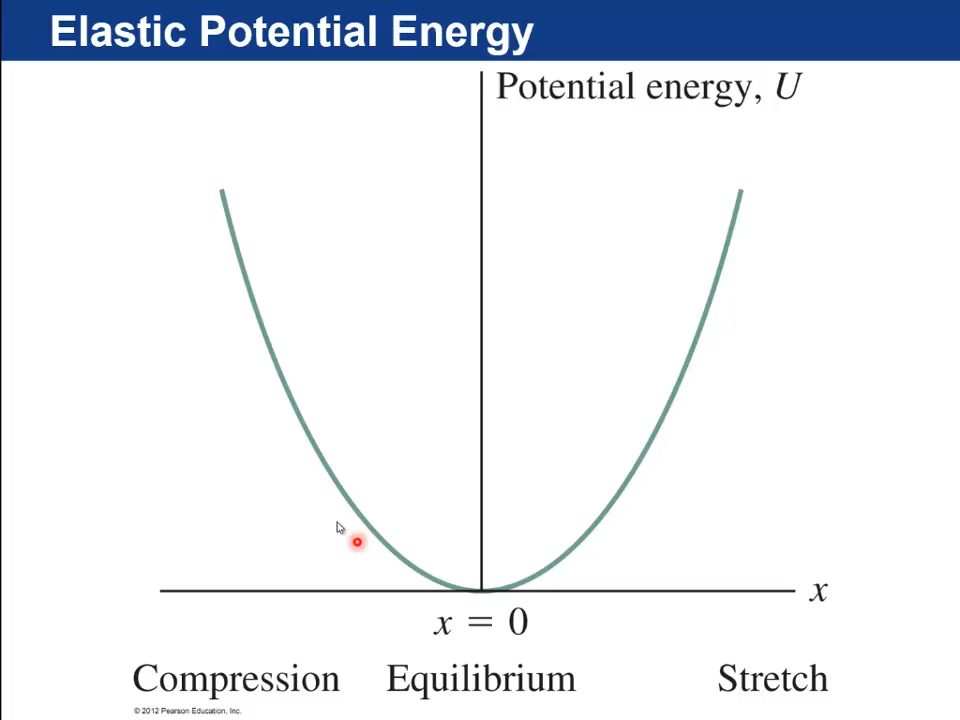 Elastic Potential Energy
Potential energy, U
x
x = 0
Compression Equilibrium Stretch
© 2012 Pearson Education, Inc.